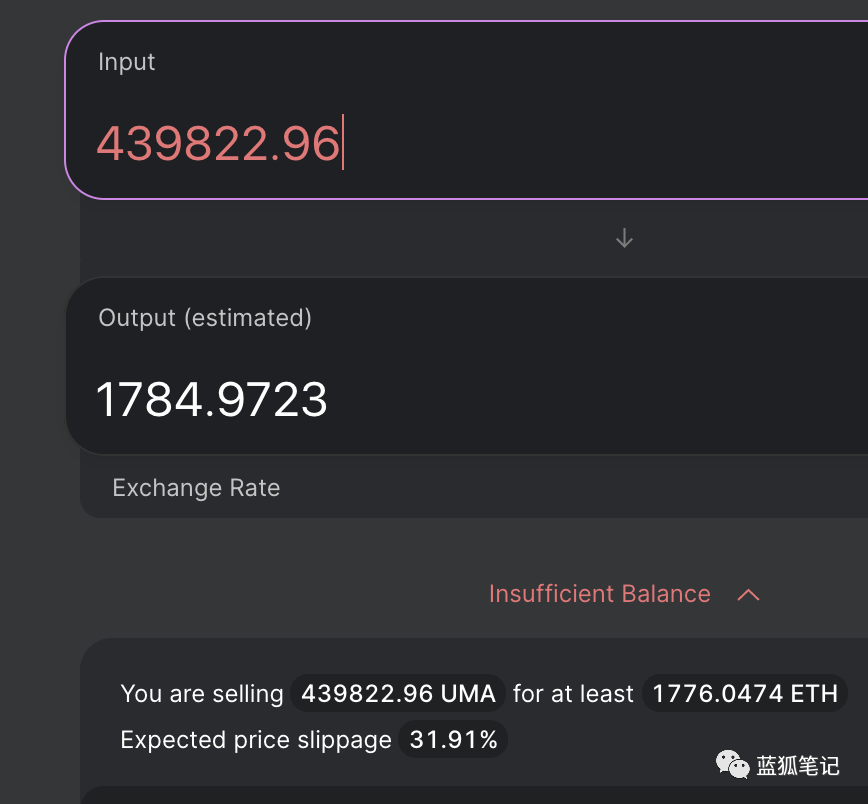 Input
439822.96
Output (estimated)
1784.9723
Exchange Rate
Insufficient Balance
You are selling 439822.96 UMA for at least 1776.0474 ETH
Expected price slippage 31.91%
蓝狐笔记